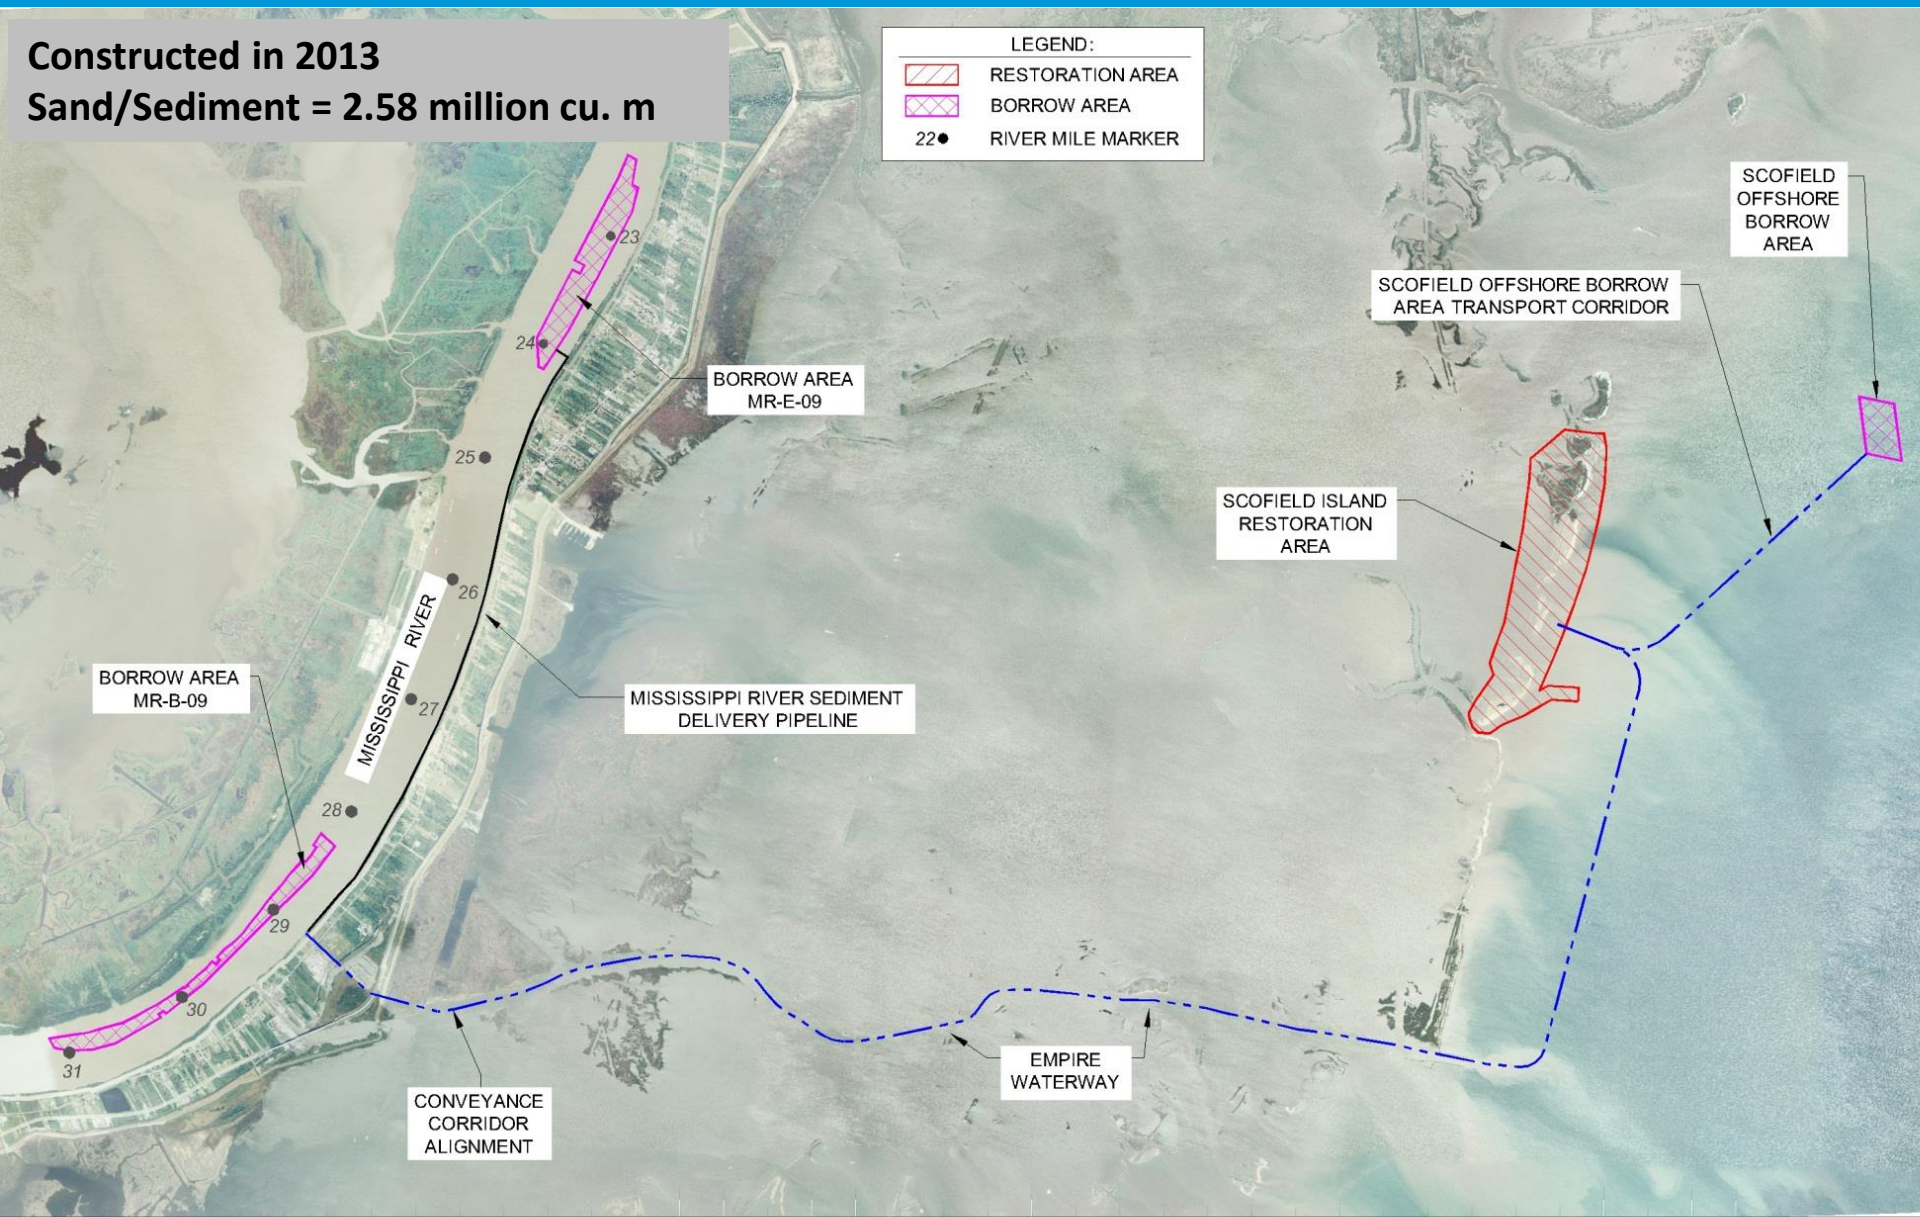 Constructed in 2013
Sand/Sediment = 2.58 million cu. m
LEGEND:
RESTORATION AREA
BORROW AREA
22 RIVER MILE MARKER
SCOFIELD
OFFSHORE
BORROW
AREA
SCOFIELD OFFSHORE BORROW
AREA TRANSPORT CORRIDOR
23
24
BORROW AREA
MR-E-09
25
SCOFIELD ISLAND
RESTORATION
AREA
26
MISSISSIPPI RIVER
BORROW AREA
MR-B-09
27
MISSISSIPPI RIVER SEDIMENT
DELIVERY PIPELINE
28
29
30
31
EMPIRE
WATERWAY
CONVEYANCE
CORRIDOR
ALIGNMENT